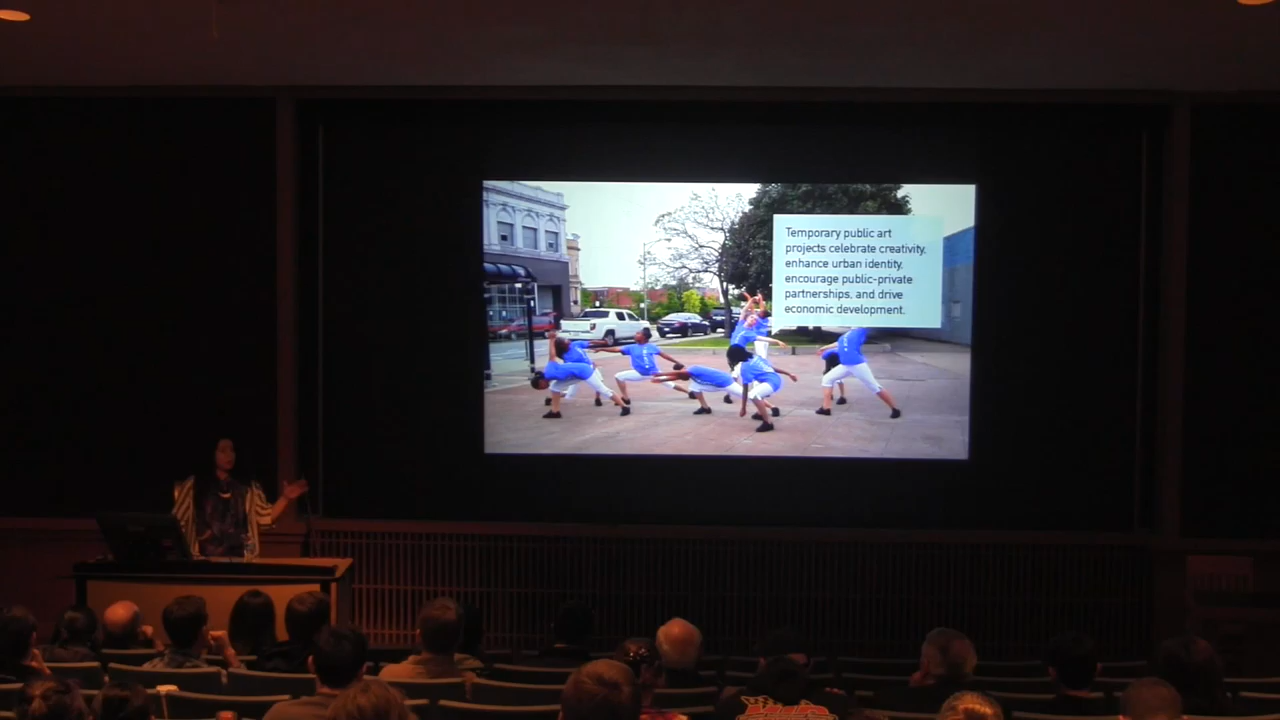 Temporary public art
projects celebrate creativity,
enhance urban identity,
encourage public-private
partnerships, and drive
economic development.